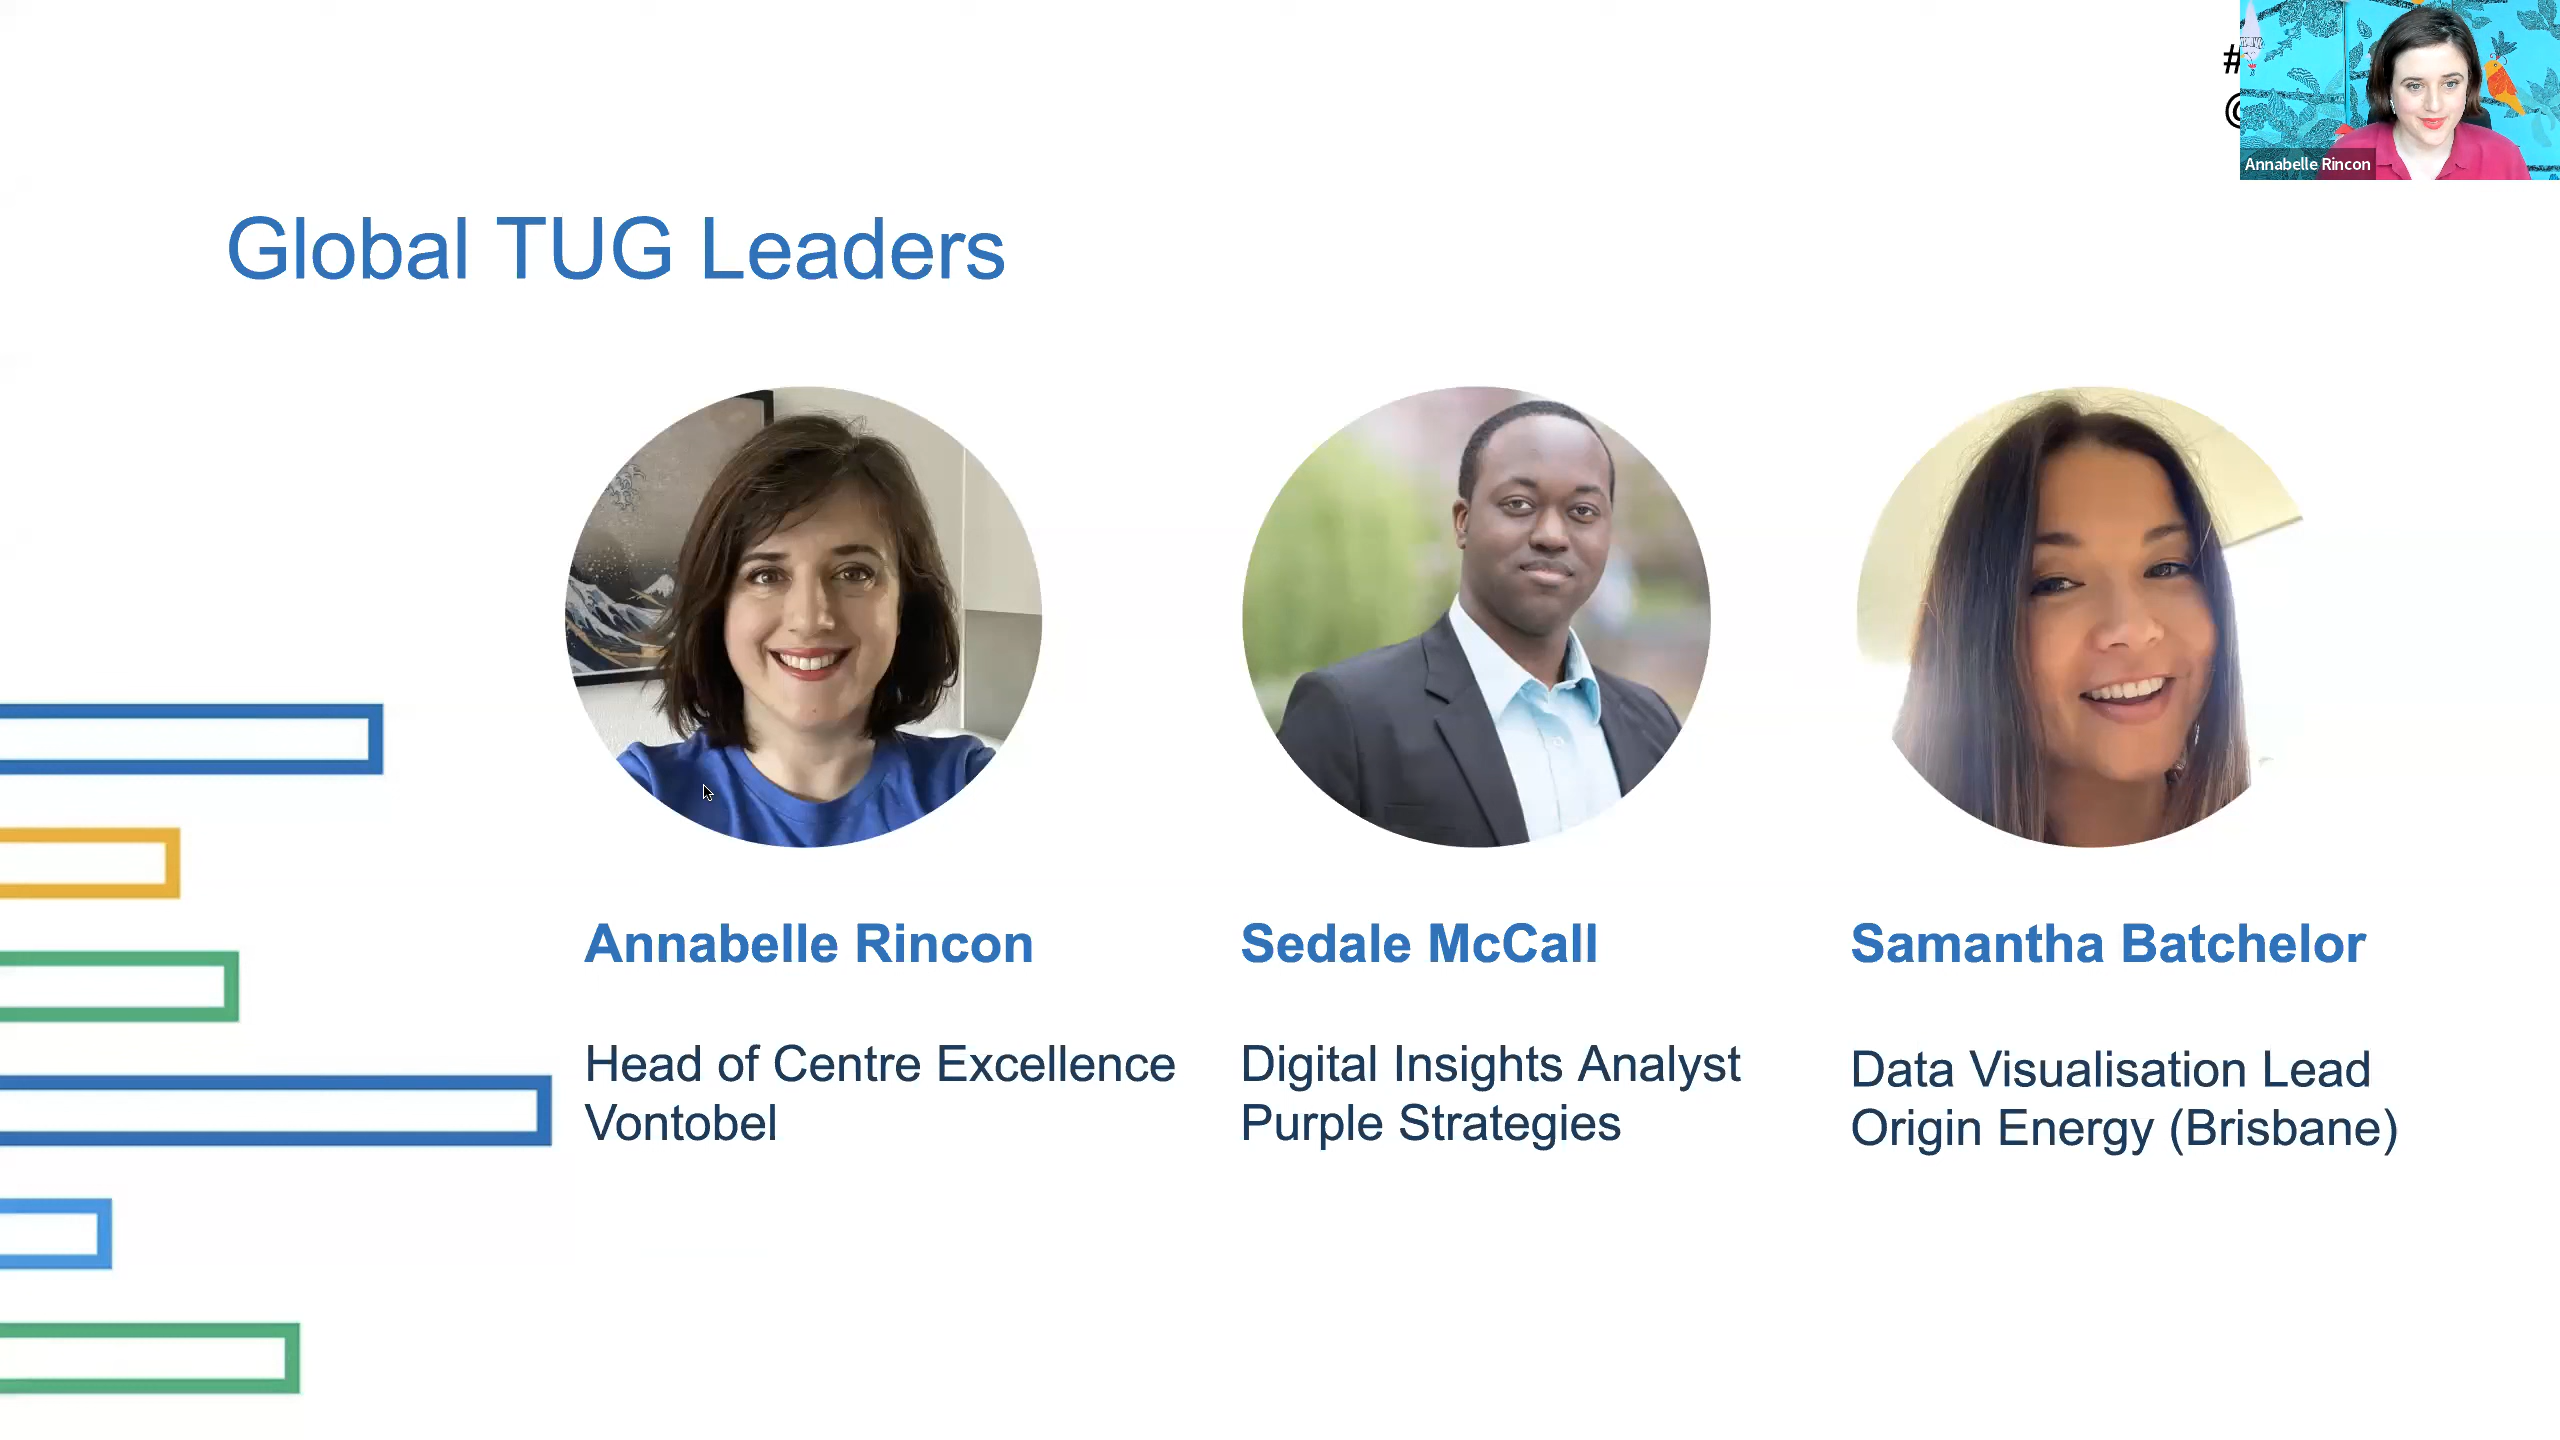 #
@
Annabelle Rincon
Global TUG Leaders
Annabelle Rincon
Head of Centre Excellence
Vontobel
Sedale McCall
Digital Insights Analyst
Purple Strategies
Samantha Batchelor
Data Visualisation Lead
Origin Energy (Brisbane)